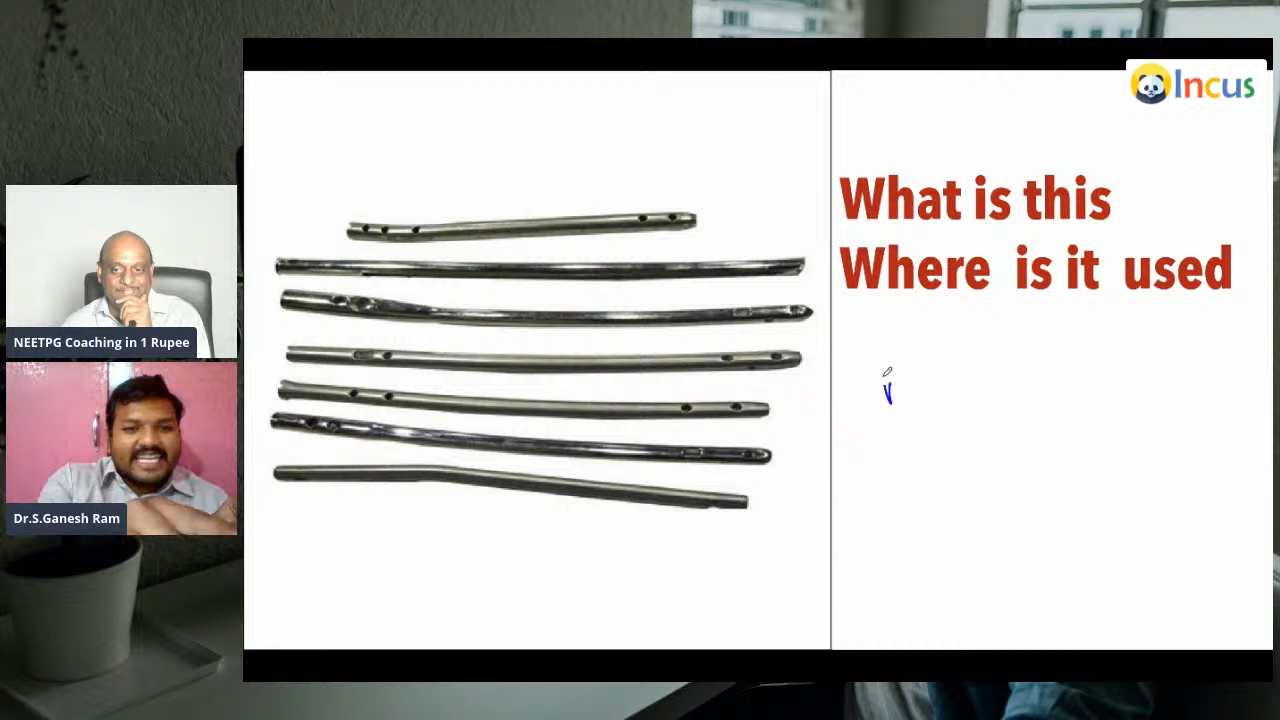 Incus
What is this
Where is it used
NEETPG Coaching in 1 Rupee
Dr.S.Ganesh Ram